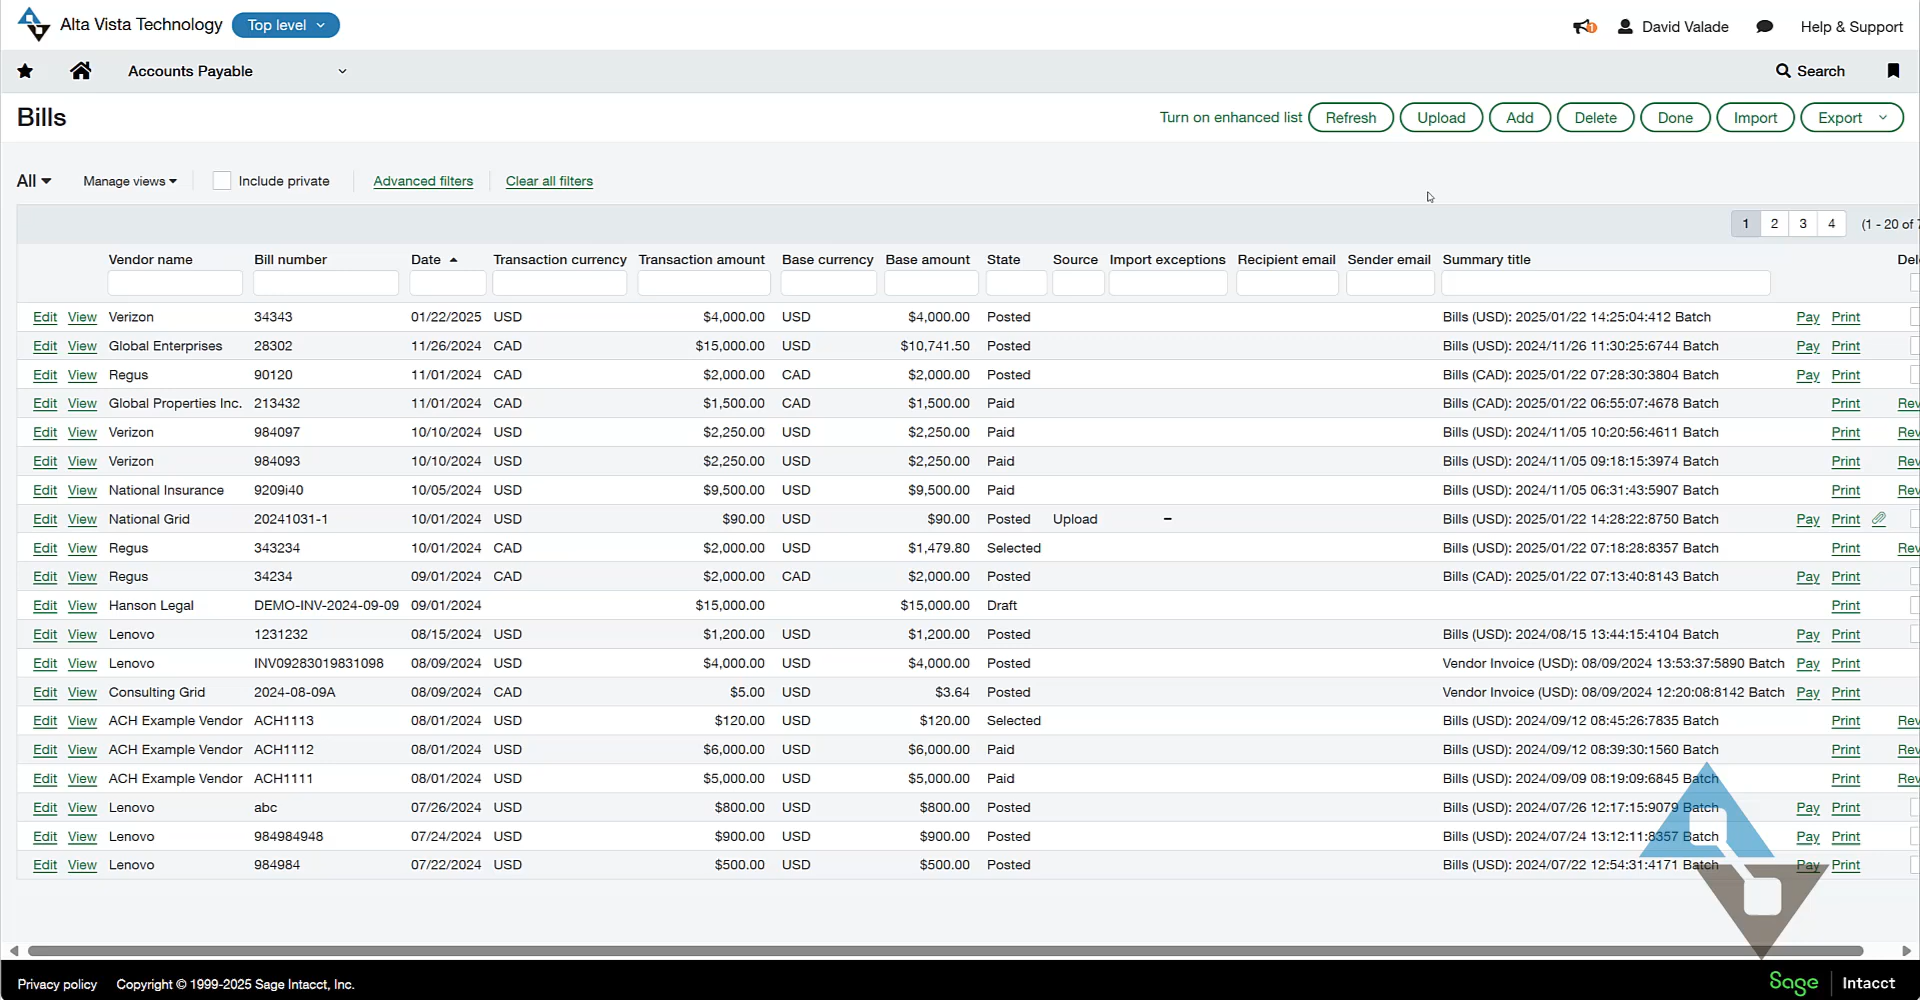 Alta Vista Technology Top level 1 David Valade Help & Support
Accounts Payable Search
Bills Turn on enhanced list Refresh Upload Add Delete Done Import Export
All Manage views Include private Advanced filters Clear all filters
1 2 3 4 (1 - 20 of
Vendor name Bill number Date Transaction currency Transaction amount Base currency Base amount State Source Import exceptions Recipient email Sender email Summary title
Edit View Verizon 34343 01/22/2025 USD $4,000.00 USD $4,000.00 Posted Bills (USD): 2025/01/22 14:25:04:412 Batch Pay Print
Edit View Global Enterprises 28302 11/26/2024 CAD $15,000.00 USD $10,741.50 Posted Bills (USD): 2024/11/26 11:30:25:6744 Batch Pay Print
Edit View Regus 90120 11/01/2024 CAD $2,000.00 CAD $2,000.00 Posted Bills (CAD): 2025/01/22 07:28:30:3804 Batch Pay Print
Edit View Global Properties Inc. 213432 11/01/2024 CAD $1,500.00 CAD $1,500.00 Paid Bills (CAD): 2025/01/22 06:55:07:4678 Batch Print Rev
Edit View Verizon 984097 10/10/2024 USD $2,250.00 USD $2,250.00 Paid Bills (USD): 2024/11/05 10:20:56:4611 Batch Print Rev
Edit View Verizon 984093 10/10/2024 USD $2,250.00 USD $2,250.00 Paid Bills (USD): 2024/11/05 09:18:15:3974 Batch Print Rev
Edit View National Insurance 9209i40 10/05/2024 USD $9,500.00 USD $9,500.00 Paid Bills (USD): 2024/11/05 06:31:43:5907 Batch Print Rev
Edit View National Grid 20241031-1 10/01/2024 USD $90.00 USD $90.00 Posted Upload – Bills (USD): 2025/01/22 14:28:22:8750 Batch Pay Print
Edit View Regus 343234 10/01/2024 CAD $2,000.00 USD $1,479.80 Selected Bills (USD): 2025/01/22 07:18:28:8357 Batch Print Rev
Edit View Regus 34234 09/01/2024 CAD $2,000.00 CAD $2,000.00 Posted Bills (CAD): 2025/01/22 07:13:40:8143 Batch Pay Print
Edit View Hanson Legal DEMO-INV-2024-09-09 09/01/2024 $15,000.00 $15,000.00 Draft Print
Edit View Lenovo 1231232 08/15/2024 USD $1,200.00 USD $1,200.00 Posted Bills (USD): 2024/08/15 13:44:15:4104 Batch Pay Print
Edit View Lenovo INV09283019831098 08/09/2024 USD $4,000.00 USD $4,000.00 Posted Vendor Invoice (USD): 08/09/2024 13:53:37:5890 Batch Pay Print
Edit View Consulting Grid 2024-08-09A 08/09/2024 CAD $5.00 USD $3.64 Posted Vendor Invoice (USD): 08/09/2024 12:20:08:8142 Batch Pay Print
Edit View ACH Example Vendor ACH1113 08/01/2024 USD $120.00 USD $120.00 Selected Bills (USD): 2024/09/12 08:45:26:7835 Batch Print Rev
Edit View ACH Example Vendor ACH1112 08/01/2024 USD $6,000.00 USD $6,000.00 Paid Bills (USD): 2024/09/12 08:39:30:1560 Batch Print Rev
Edit View ACH Example Vendor ACH1111 08/01/2024 USD $5,000.00 USD $5,000.00 Paid Bills (USD): 2024/09/09 08:19:09:6845 Batch Print Rev
Edit View Lenovo abc 07/26/2024 USD $800.00 USD $800.00 Posted Bills (USD): 2024/07/26 12:17:15:9079 Batch Pay Print
Edit View Lenovo 984984948 07/24/2024 USD $900.00 USD $900.00 Posted Bills (USD): 2024/07/24 13:12:11:8357 Batch Pay Print
Edit View Lenovo 984984 07/22/2024 USD $500.00 USD $500.00 Posted Bills (USD): 2024/07/22 12:54:31:4171 Batch Pay Print
Privacy policy Copyright © 1999-2025 Sage Intacct, Inc. Sage Intacct